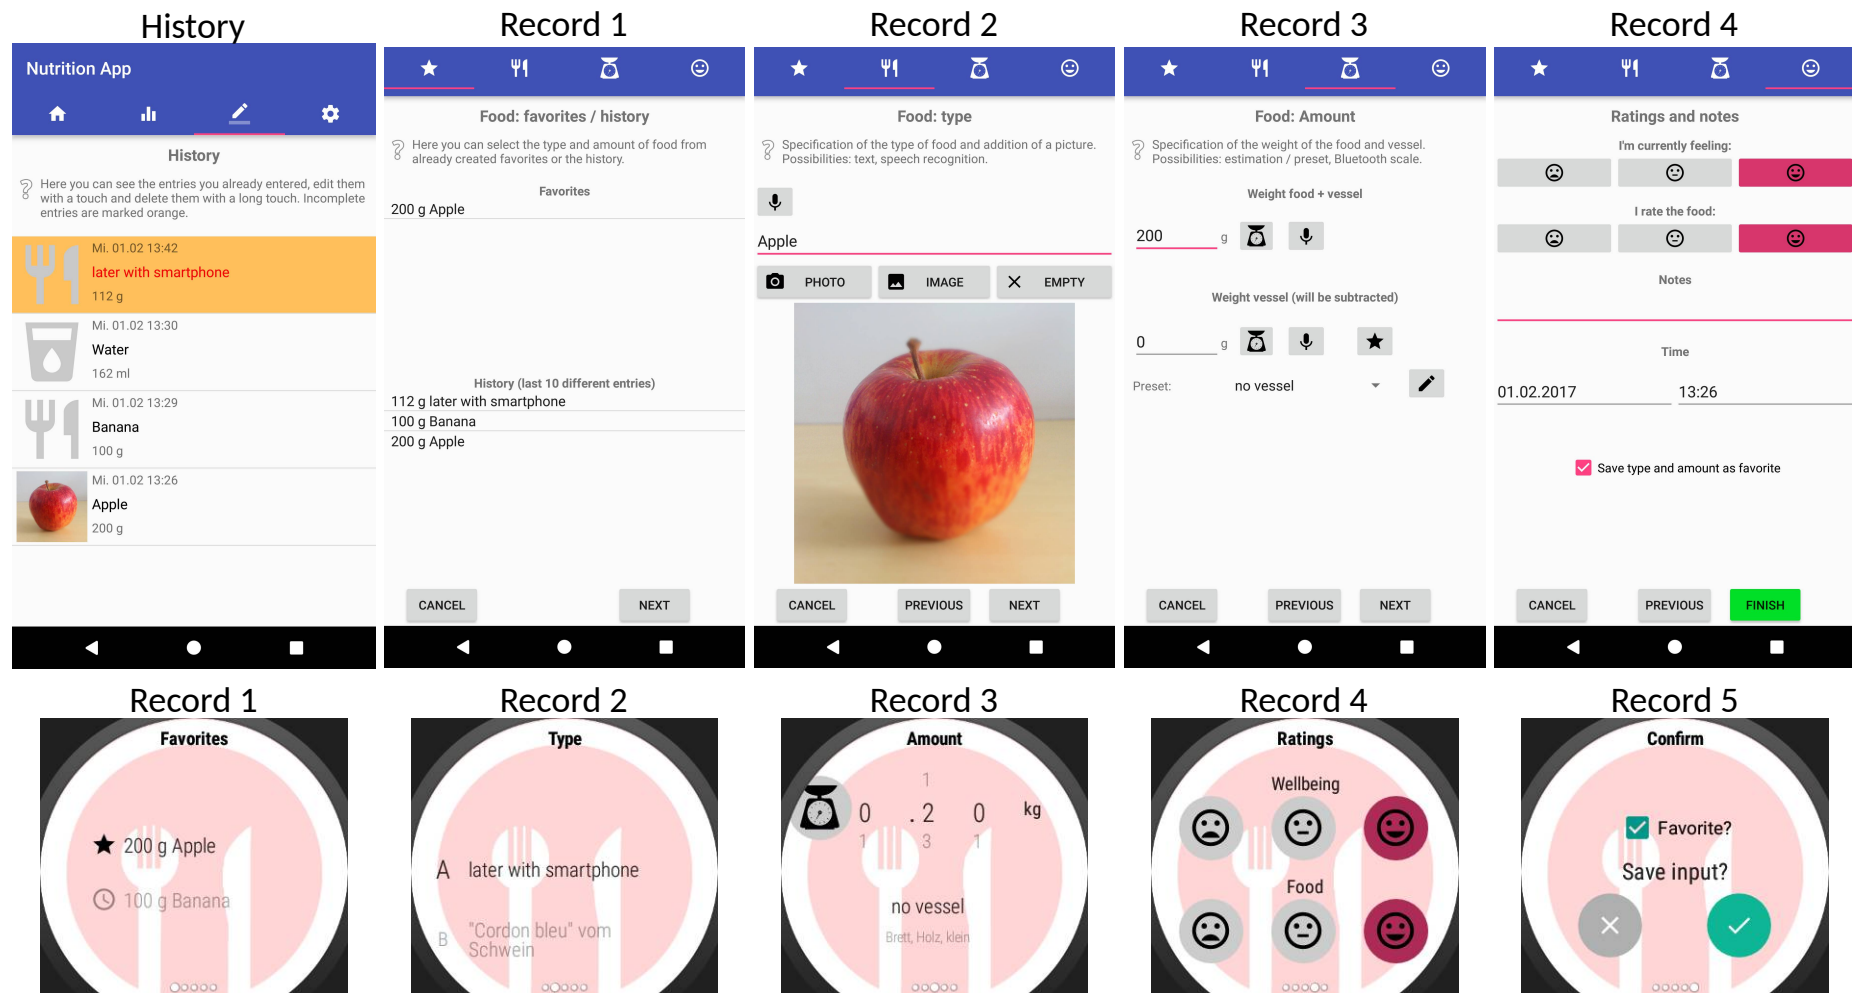 History
Nutrition App
History
Here you can see the entries you already entered, edit them
with a touch and delete them with a long touch. Incomplete
entries are marked orange.
Mi. 01.02 13:42
later with smartphone
112 g
Mi. 01.02 13:30
Water
162 ml
Mi. 01.02 13:29
Banana
100 g
Mi. 01.02 13:26
Apple
200 g
Record 1
Food: favorites / history
Here you can select the type and amount of food from
already created favorites or the history.
Favorites
200 g Apple
History (last 10 different entries)
112 g later with smartphone
100 g Banana
200 g Apple
CANCEL NEXT
Record 2
Food: type
Specification of the type of food and addition of a picture.
Possibilities: text, speech recognition.
Apple
PHOTO IMAGE EMPTY
CANCEL PREVIOUS NEXT
Record 3
Food: Amount
Specification of the weight of the food and vessel.
Possibilities: estimation / preset, Bluetooth scale.
Weight food + vessel
200 g
Weight vessel (will be subtracted)
0 g
Preset: no vessel
CANCEL PREVIOUS NEXT
Record 4
Ratings and notes
I'm currently feeling:
I rate the food:
Notes
Time
01.02.2017 13:26
Save type and amount as favorite
CANCEL PREVIOUS FINISH
Record 1
Favorites
200 g Apple
100 g Banana
Record 2
Type
A later with smartphone
B "Cordon bleu" vom
Schwein
Record 3
Amount
1
0 . 2 0 kg
1 3 1
no vessel
Brett, Holz, klein
Record 4
Ratings
Wellbeing
Food
Record 5
Confirm
Favorite?
Save input?